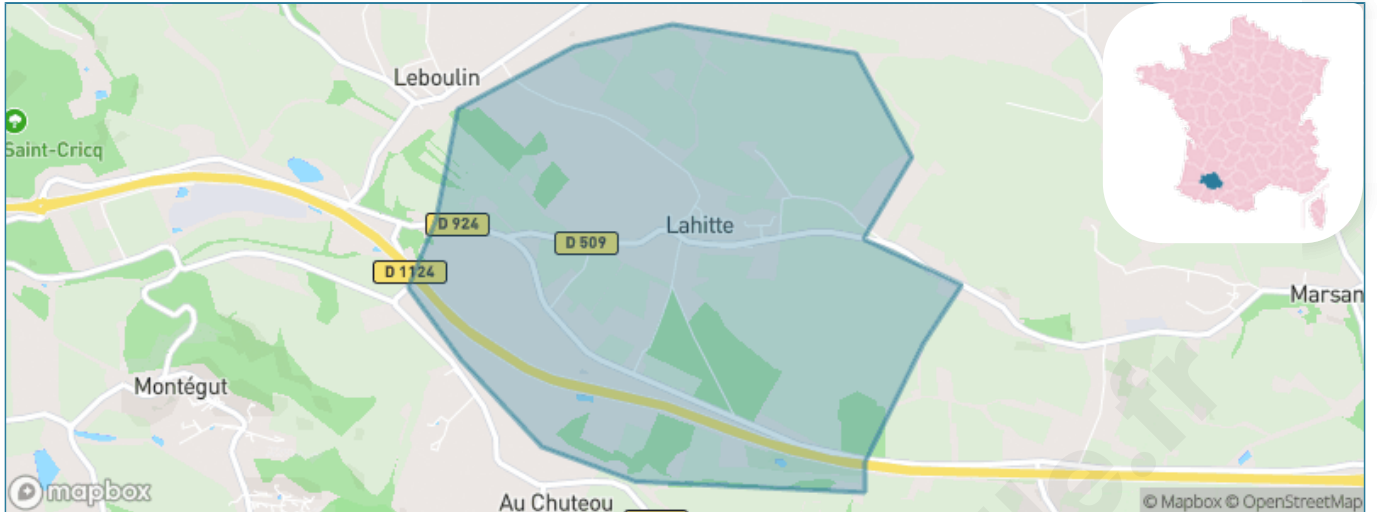 Leboulin
Saint-Cricq
D 924
Lahitte
D 509
D 1124
Marsan
Montégut
mapbox
Au Chuteou
© Mapbox © OpenStreetMap